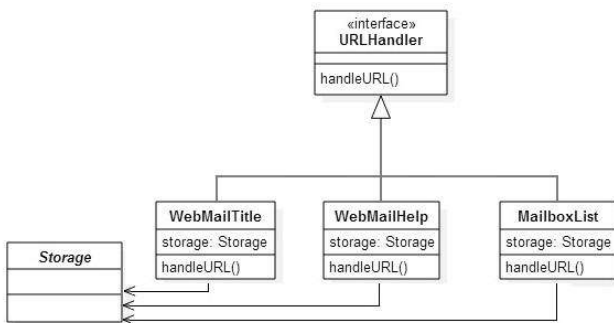 «interface»
URLHandler
handleURL()
WebMailTitle
storage: Storage
handleURL()
WebMailHelp
storage: Storage
handleURL()
MailboxList
storage: Storage
handleURL()
Storage